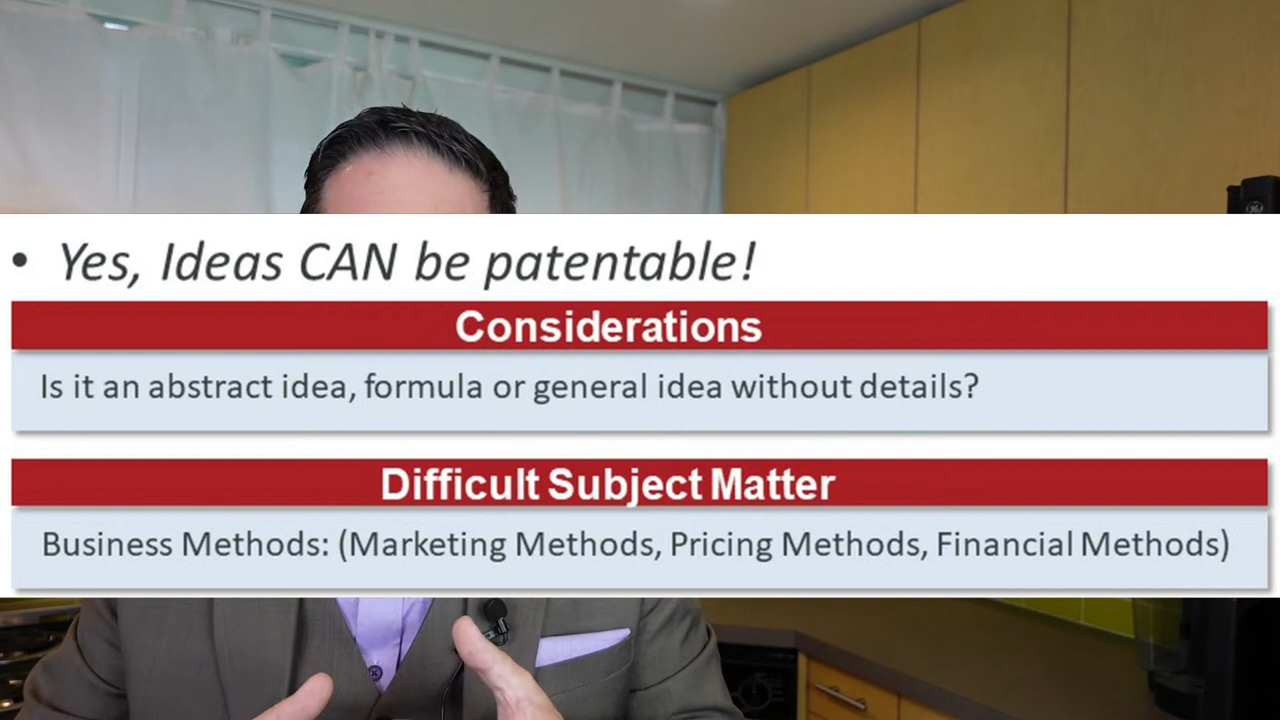 • Yes, Ideas CAN be patentable!
Considerations
Is it an abstract idea, formula or general idea without details?
Difficult Subject Matter
Business Methods: (Marketing Methods, Pricing Methods, Financial Methods)